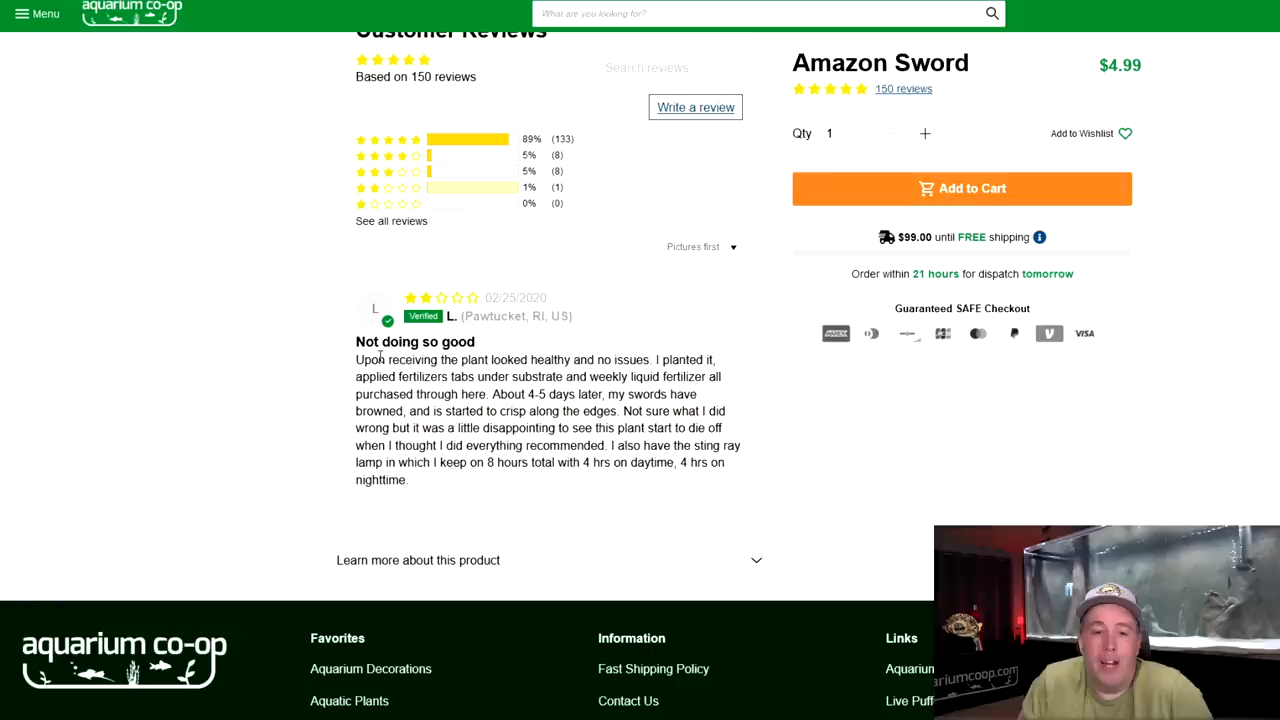 Menu
aquarium co-op
What are you looking for?
Customer Reviews
Based on 150 reviews
Search reviews
Write a review
89% (133)
5% (8)
5% (8)
1% (1)
0% (0)
See all reviews
Pictures first
L
02/25/2020
Verified L. (Pawtucket, RI, US)
Not doing so good
Upon receiving the plant looked healthy and no issues. I planted it,
applied fertilizers tabs under substrate and weekly liquid fertilizer all
purchased through here. About 4-5 days later, my swords have
browned, and is started to crisp along the edges. Not sure what I did
wrong but it was a little disappointing to see this plant start to die off
when I thought I did everything recommended. I also have the sting ray
lamp in which I keep on 8 hours total with 4 hrs on daytime, 4 hrs on
nighttime.
Learn more about this product
Amazon Sword
$4.99
150 reviews
Qty 1 +
Add to Wishlist
Add to Cart
$99.00 until FREE shipping
Order within 21 hours for dispatch tomorrow
Guaranteed SAFE Checkout
AMEX
JCB
VISA
aquarium co-op
Favorites
Aquarium Decorations
Aquatic Plants
Information
Fast Shipping Policy
Contact Us
Links
Aquarium
Live Puff
ariumcoop.com